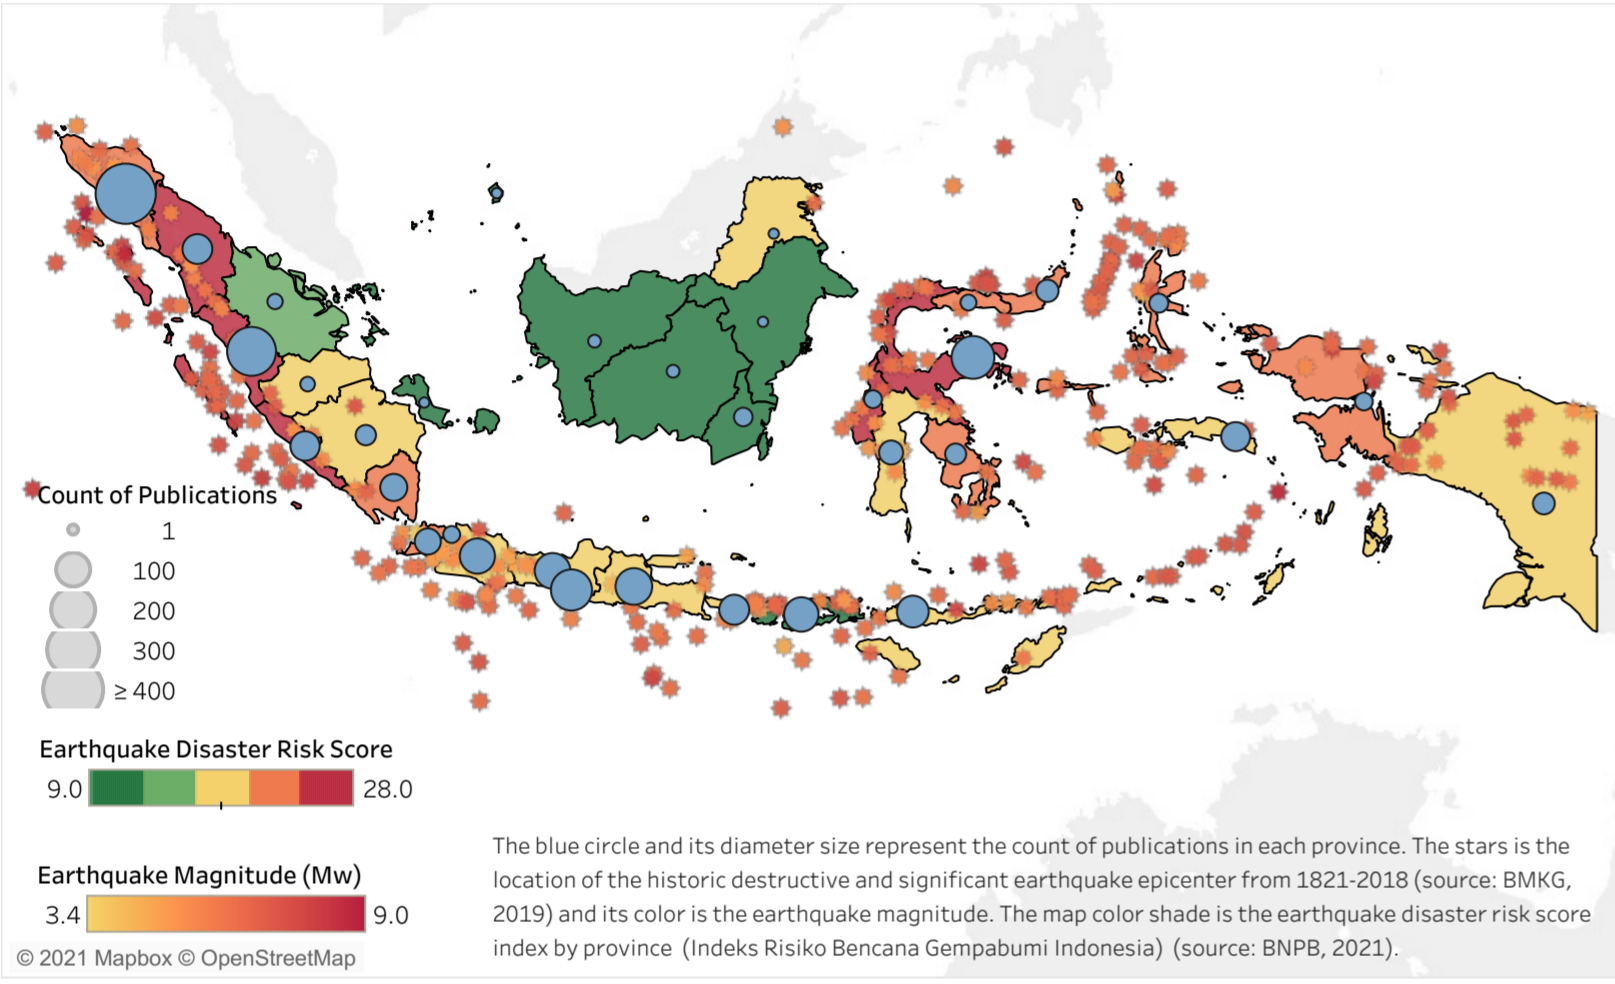 Count of Publications
1
100
200
300
≥ 400
Earthquake Disaster Risk Score
9.0 28.0
Earthquake Magnitude (Mw)
3.4 9.0
© 2021 Mapbox © OpenStreetMap
The blue circle and its diameter size represent the count of publications in each province. The stars is the
location of the historic destructive and significant earthquake epicenter from 1821-2018 (source: BMKG,
2019) and its color is the earthquake magnitude. The map color shade is the earthquake disaster risk score
index by province (Indeks Risiko Bencana Gempabumi Indonesia) (source: BNPB, 2021).